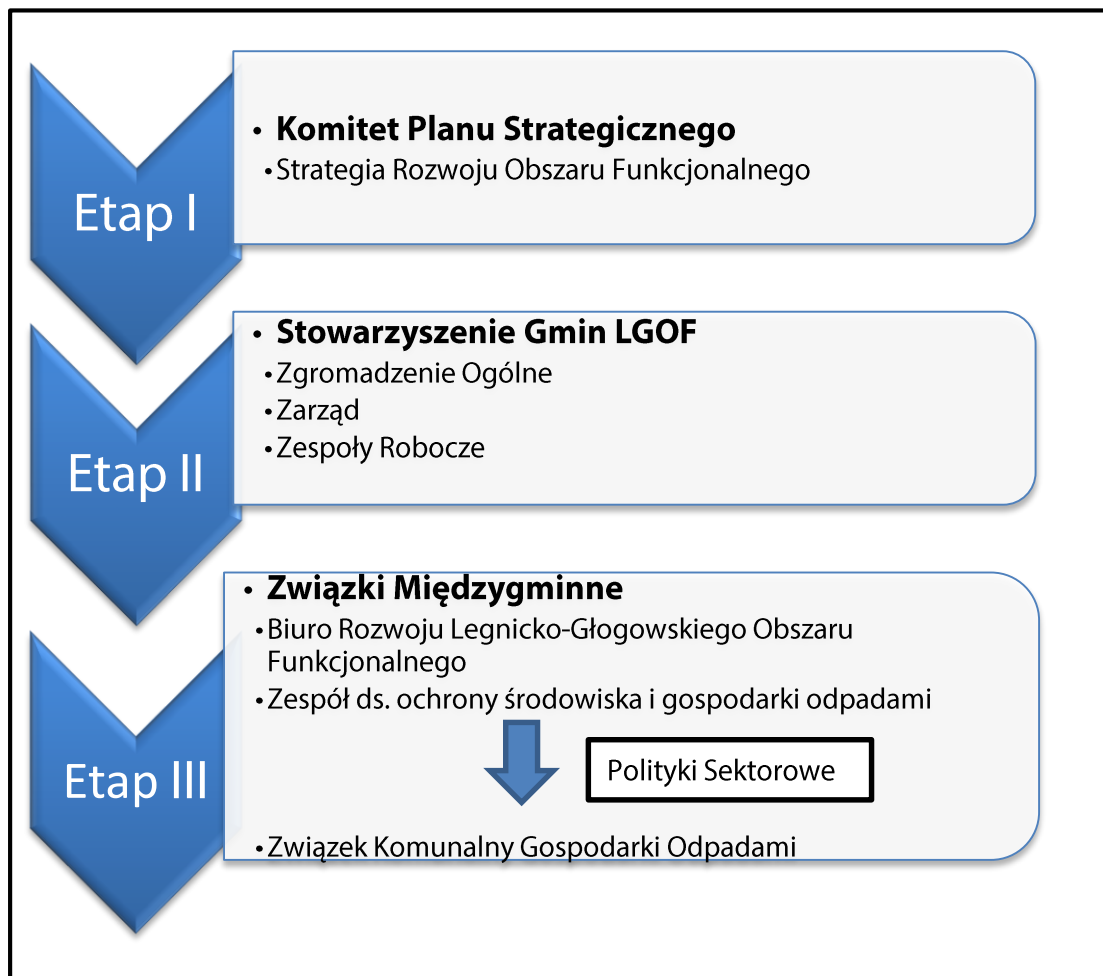 Etap I
• Komitet Planu Strategicznego
• Strategia Rozwoju Obszaru Funkcjonalnego
Etap II
• Stowarzyszenie Gmin LGOF
• Zgromadzenie Ogólne
• Zarząd
• Zespoły Robocze
Etap III
• Związki Międzygminne
• Biuro Rozwoju Legnicko-Głogowskiego Obszaru
Funkcjonalnego
• Zespół ds. ochrony środowiska i gospodarki odpadami
Polityki Sektorowe
• Związek Komunalny Gospodarki Odpadami